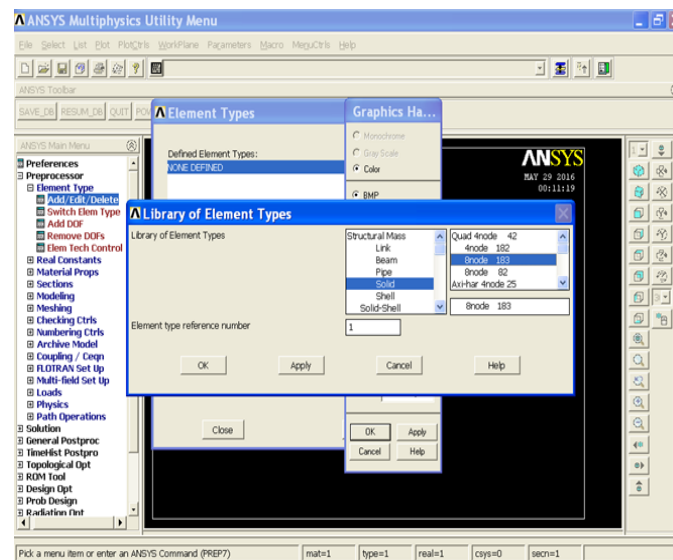 ANSYS Multiphysics Utility Menu
File Select List Plot PlotCtrls WorkPlane Parameters Macro MenuCtrls Help
ANSYS Toolbar
SAVE_DB RESUM_DB QUIT POW
ANSYS Main Menu
Preferences
Preprocessor
Element Type
Add/Edit/Delete
Switch Elem Type
Add DOF
Remove DOFs
Elem Tech Control
Real Constants
Material Props
Sections
Modeling
Meshing
Checking Ctrls
Numbering Ctrls
Archive Model
Coupling / Ceqn
FLOTRAN Set Up
Multi-field Set Up
Loads
Physics
Path Operations
Solution
General Postproc
TimeHist Postpro
Topological Opt
ROM Tool
Design Opt
Prob Design
Radiation Opt
Element Types
Defined Element Types:
NONE DEFINED
Close
Graphics Ha...
Monochrome
Gray Scale
Color
BMP
OK Apply
Cancel Help
ANSYS
MAY 29 2016
00:11:19
Library of Element Types
Library of Element Types
Structural Mass
Link
Beam
Pipe
Solid
Shell
Solid-Shell
Quad 4node 42
4node 182
8node 183
8node 82
Axi-har 4node 25
8node 183
Element type reference number
1
OK Apply Cancel Help
1
3
Pick a menu item or enter an ANSYS Command (PREP7) mat=1 type=1 real=1 csys=0 secn=1